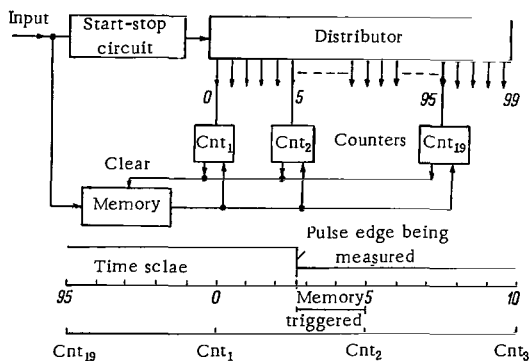 Input
Start-stop
circuit
Distributor
0
5
95
99
Cnt1
Cnt2
Counters
Cnt19
Clear
Memory
Pulse edge being
measured
Time sclae
Memory
triggered
95
0
5
10
Cnt19
Cnt1
Cnt2
Cnt3